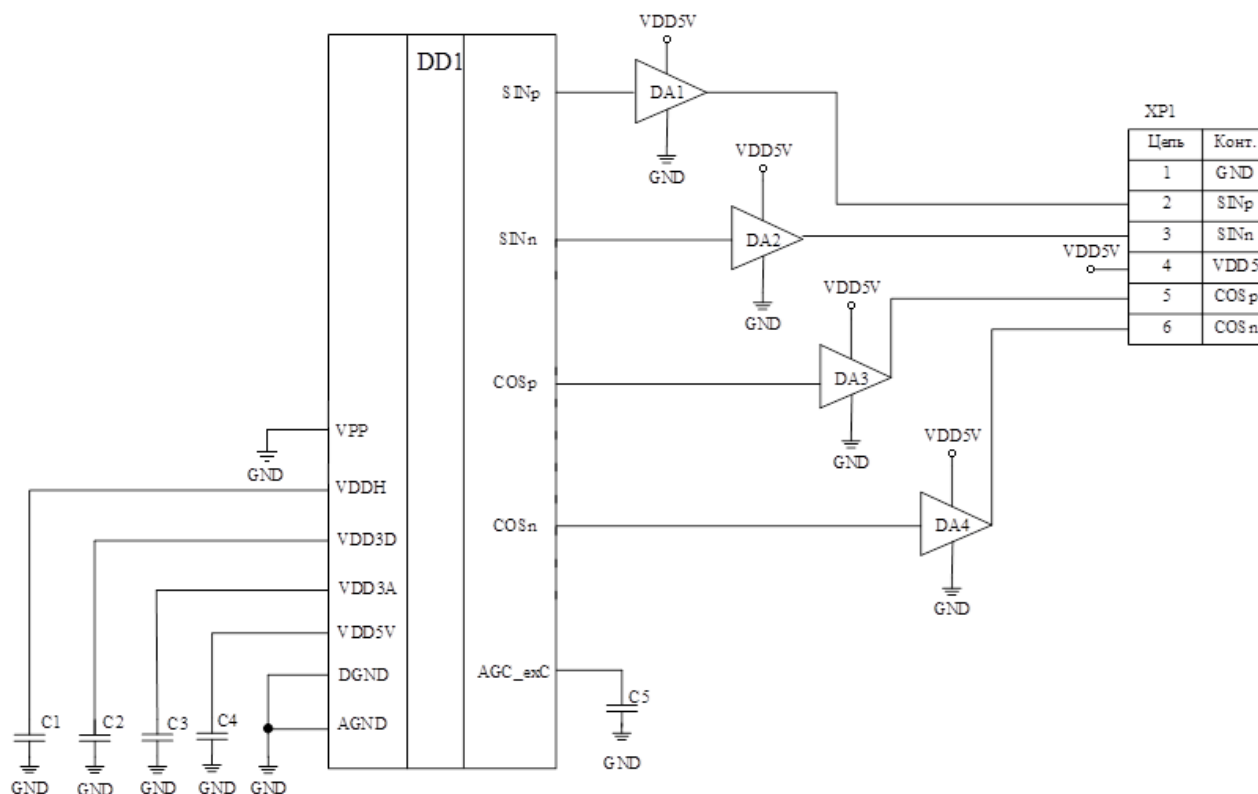 VDD5V
DD1
SINp
DA1
GND
XP1
Цепь Конт.
1 GND
2 SINp
3 SINn
4 VDD5
5 COSp
6 COSn
VDD5V
SINn
DA2
GND
VDD5V
VDD5V
COSp
DA3
GND
VPP
GND
VDD5V
VDDH
COSn
DA4
GND
VDD3D
VDD3A
VDD5V
DGND
AGC_exC
C5
GND
AGND
C1
C2
C3
C4
GND
GND
GND
GND
GND